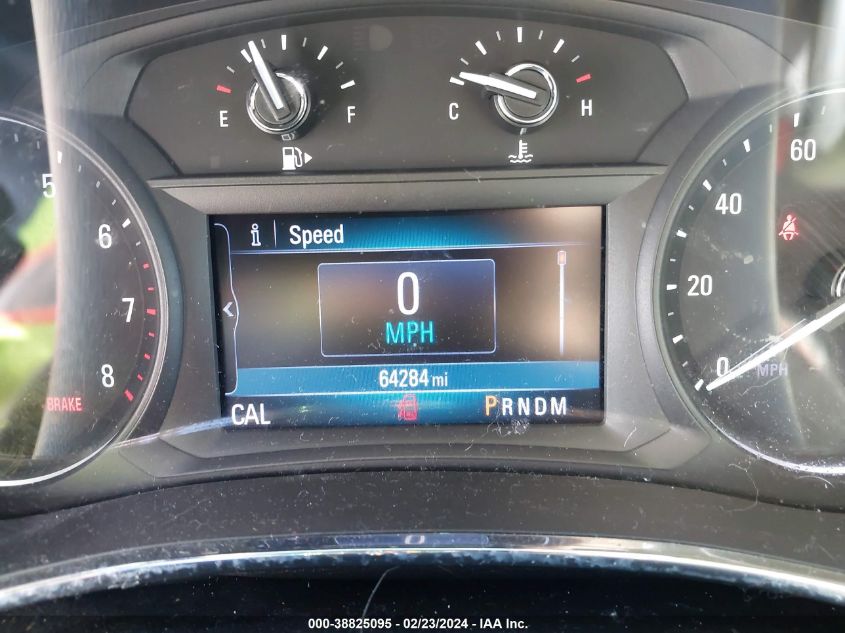 E F C H
5
6
7
8
BRAKE
i Speed
0
MPH
64284 mi
CAL PRNDM
60
40
20
0
MPH
000-38825095 - 02/23/2024 - IAA Inc.